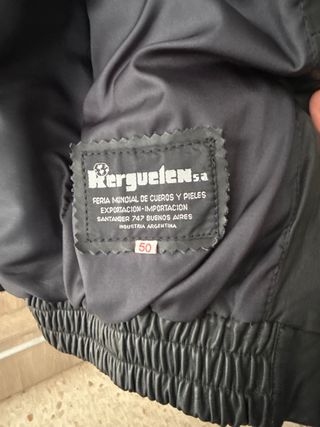 Kerguelen s.a
FERIA MUNDIAL DE CUEROS Y PIELES
EXPORTACION-IMPORTACION
SANTANDER 747 BUENOS AIRES
INDUSTRIA ARGENTINA
50